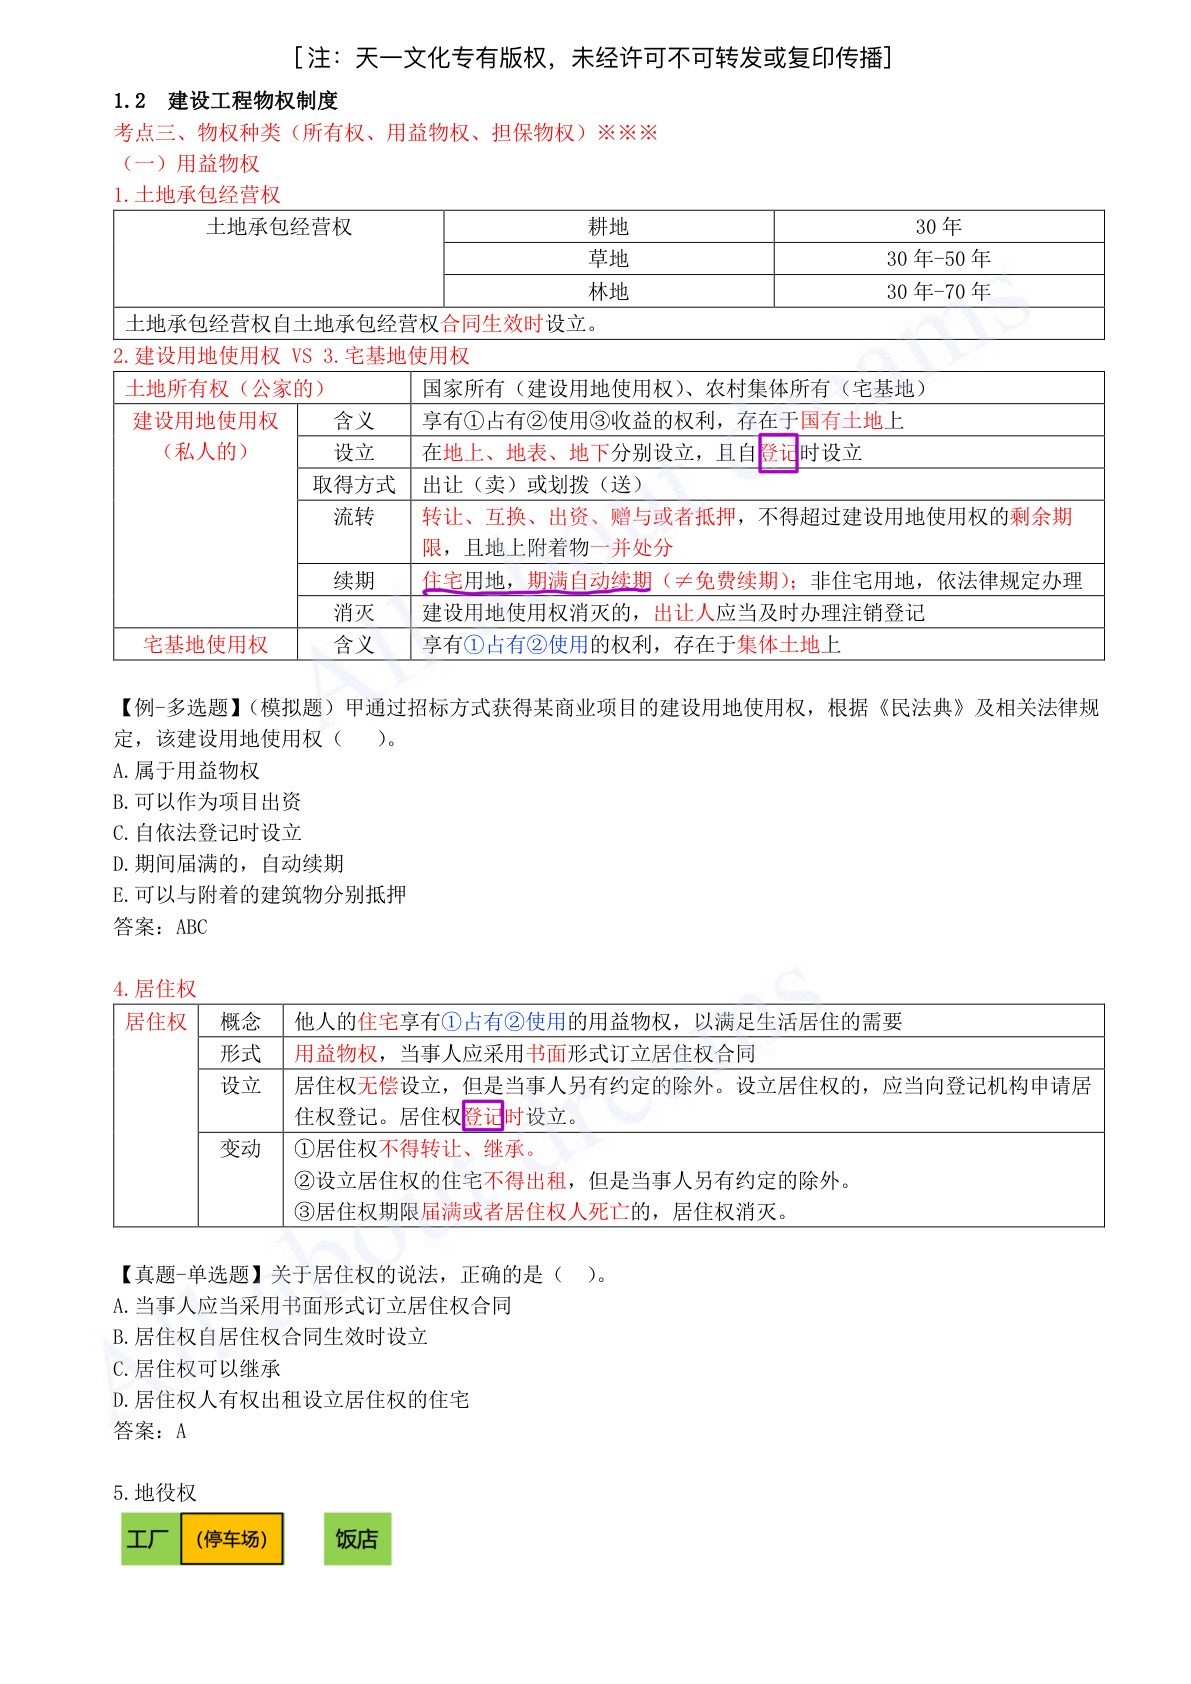 [注：天一文化专有版权，未经许可不可转发或复印传播]
1.2 建设工程物权制度
考点三、物权种类（所有权、用益物权、担保物权）※※※
（一）用益物权
1.土地承包经营权
土地承包经营权 耕地 30 年
草地 30 年-50 年
林地 30 年-70 年
土地承包经营权自土地承包经营权合同生效时设立。
2.建设用地使用权 VS 3.宅基地使用权
土地所有权（公家的） 国家所有（建设用地使用权）、农村集体所有（宅基地）
建设用地使用权 含义 享有①占有②使用③收益的权利，存在于国有土地上
（私人的） 设立 在地上、地表、地下分别设立，且自登记时设立
取得方式 出让（卖）或划拨（送）
流转 转让、互换、出资、赠与或者抵押，不得超过建设用地使用权的剩余期
限，且地上附着物一并处分
续期 住宅用地，期满自动续期（≠免费续期）；非住宅用地，依法律规定办理
消灭 建设用地使用权消灭的，出让人应当及时办理注销登记
宅基地使用权 含义 享有①占有②使用的权利，存在于集体土地上
【例-多选题】（模拟题）甲通过招标方式获得某商业项目的建设用地使用权，根据《民法典》及相关法律规
定，该建设用地使用权（ ）。
A.属于用益物权
B.可以作为项目出资
C.自依法登记时设立
D.期间届满的，自动续期
E.可以与附着的建筑物分别抵押
答案：ABC
4.居住权
居住权 概念 他人的住宅享有①占有②使用的用益物权，以满足生活居住的需要
形式 用益物权，当事人应采用书面形式订立居住权合同
设立 居住权无偿设立，但是当事人另有约定的除外。设立居住权的，应当向登记机构申请居
住权登记。居住权登记时设立。
变动 ①居住权不得转让、继承。
②设立居住权的住宅不得出租，但是当事人另有约定的除外。
③居住权期限届满或者居住权人死亡的，居住权消灭。
【真题-单选题】关于居住权的说法，正确的是（ ）。
A.当事人应当采用书面形式订立居住权合同
B.居住权自居住权合同生效时设立
C.居住权可以继承
D.居住权人有权出租设立居住权的住宅
答案：A
5.地役权
工厂 （停车场） 饭店
All about dreams
All about dreams